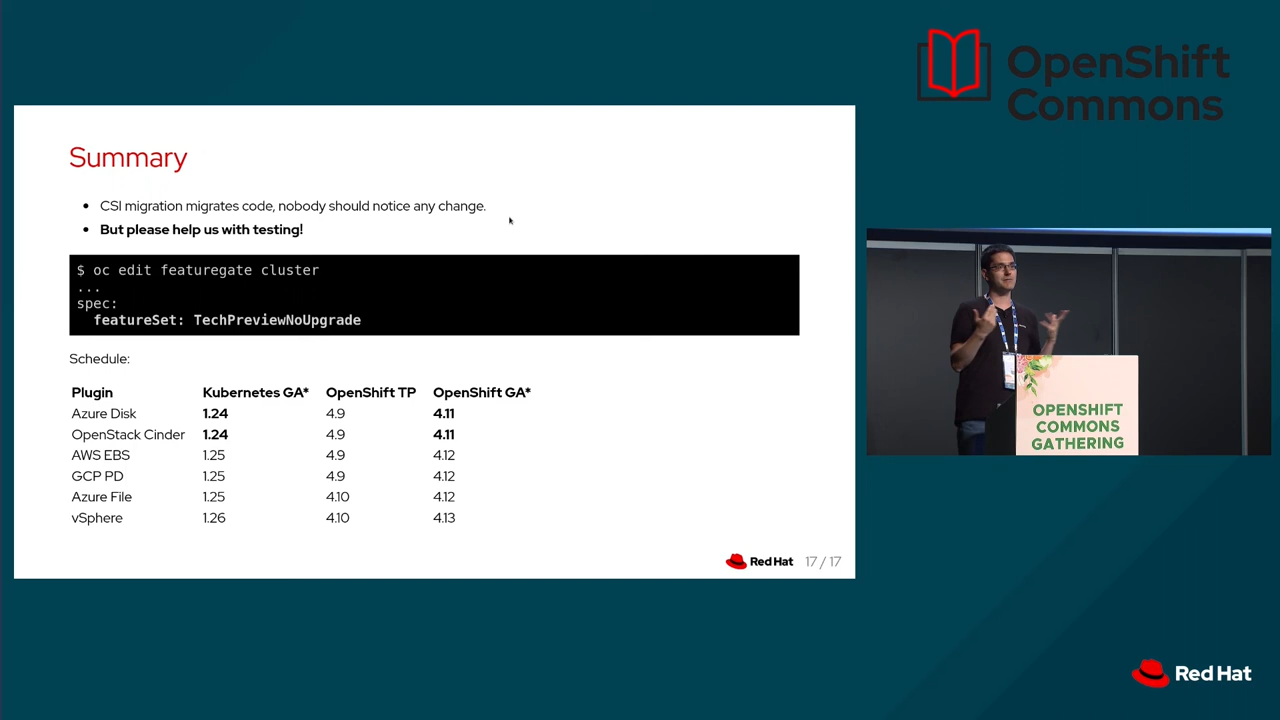 OpenShift
Commons
Summary
• CSI migration migrates code, nobody should notice any change.
• But please help us with testing!
$ oc edit featuregate cluster
...
spec:
  featureSet: TechPreviewNoUpgrade
Schedule:
Plugin Kubernetes GA* OpenShift TP OpenShift GA*
Azure Disk 1.24 4.9 4.11
OpenStack Cinder 1.24 4.9 4.11
AWS EBS 1.25 4.9 4.12
GCP PD 1.25 4.9 4.12
Azure File 1.25 4.10 4.12
vSphere 1.26 4.10 4.13
Red Hat 17 / 17
OPENSHIFT
COMMONS
GATHERING
Red Hat